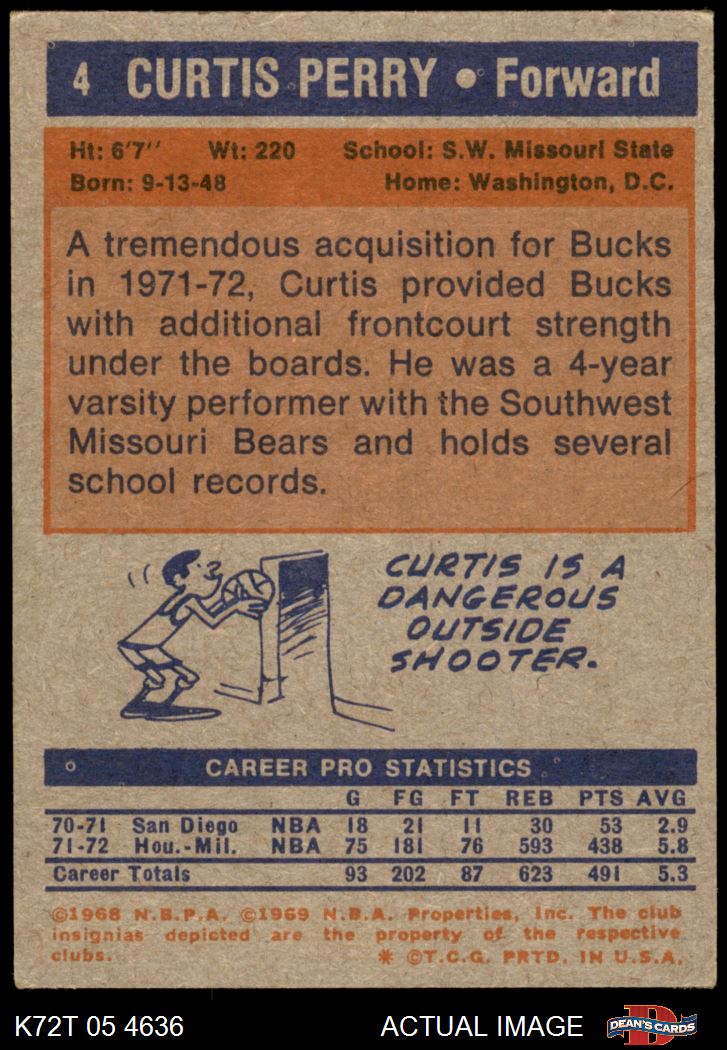 4 CURTIS PERRY • Forward
Ht: 6'7" Wt: 220 School: S.W. Missouri State
Born: 9-13-48 Home: Washington, D.C.
A tremendous acquisition for Bucks
in 1971-72, Curtis provided Bucks
with additional frontcourt strength
under the boards. He was a 4-year
varsity performer with the Southwest
Missouri Bears and holds several
school records.
CURTIS IS A
DANGEROUS
OUTSIDE
SHOOTER.
CAREER PRO STATISTICS
G FG FT REB PTS AVG
70-71 San Diego NBA 18 21 11 30 53 2.9
71-72 Hou.-Mil. NBA 75 181 76 593 438 5.8
Career Totals 93 202 87 623 491 5.3
©1968 N.B.P.A. ©1969 N.B.A. Properties, Inc. The club
insignias depicted are the property of the respective
clubs. * ©T.C.G. PRTD. IN U.S.A.
K72T 05 4636 ACTUAL IMAGE D DEAN'S CARDS